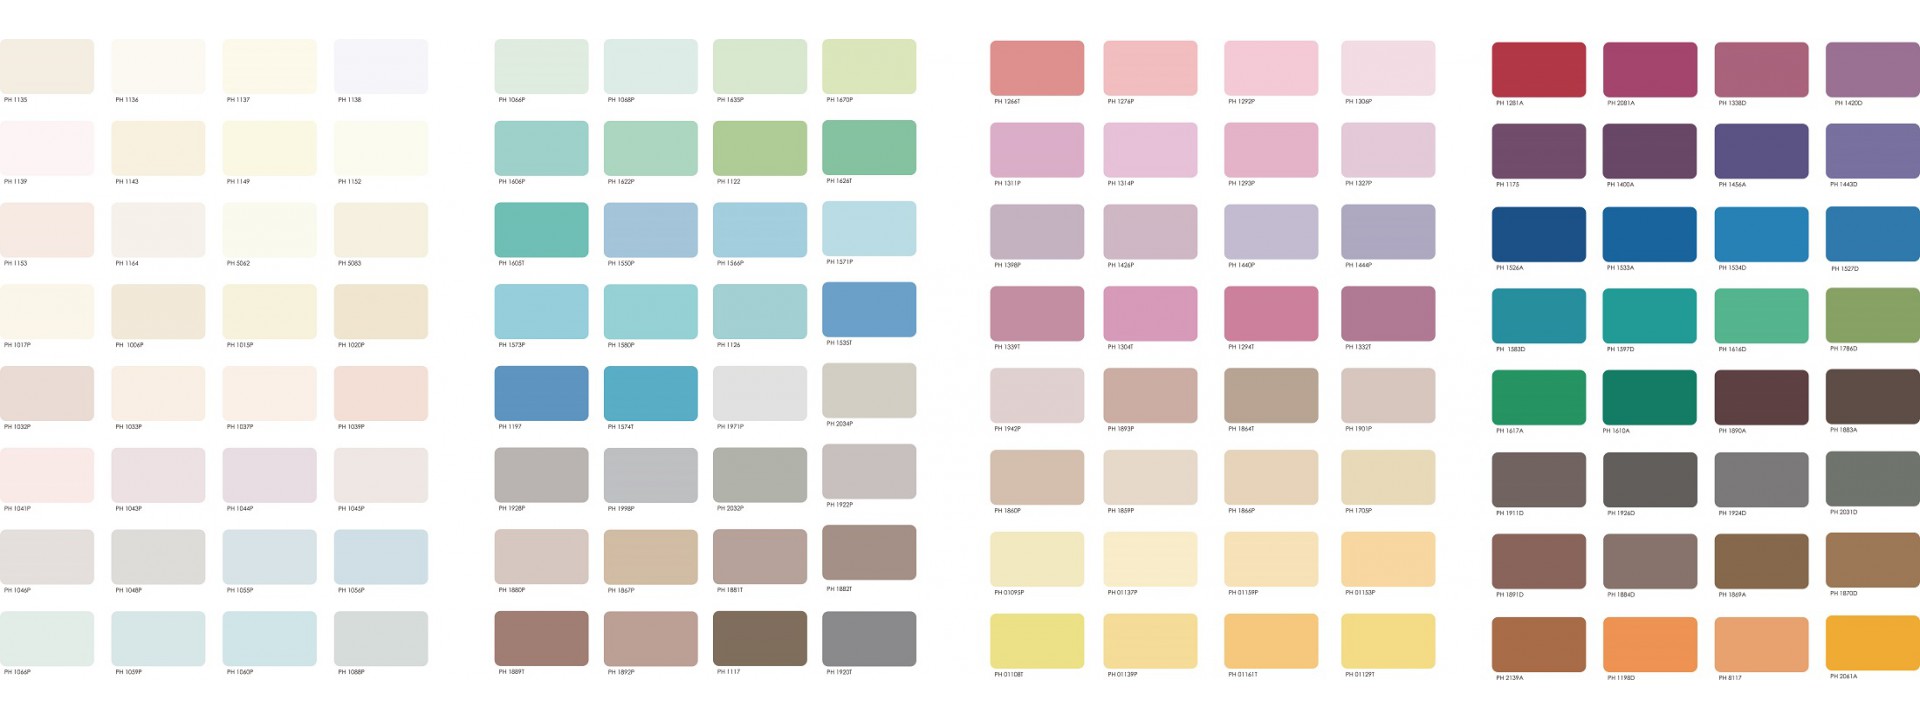 PH 1135
PH 1136
PH 1137
PH 1138
PH 1139
PH 1143
PH 1149
PH 1152
PH 1153
PH 1164
PH 5062
PH 5083
PH 1017P
PH 1006P
PH 1015P
PH 1020P
PH 1032P
PH 1033P
PH 1037P
PH 1039P
PH 1041P
PH 1043P
PH 1044P
PH 1045P
PH 1046P
PH 1048P
PH 1055P
PH 1056P
PH 1066P
PH 1059P
PH 1060P
PH 1088P
PH 1066P
PH 1068P
PH 1635P
PH 1670P
PH 1606P
PH 1622P
PH 1122
PH 1626T
PH 1605T
PH 1550P
PH 1566P
PH 1571P
PH 1573P
PH 1580P
PH 1126
PH 1535T
PH 1197
PH 1574T
PH 1971P
PH 2034P
PH 1928P
PH 1998P
PH 2032P
PH 1922P
PH 1880P
PH 1867P
PH 1881T
PH 1882T
PH 1889T
PH 1892P
PH 1117
PH 1920T
PH 1266T
PH 1276P
PH 1292P
PH 1306P
PH 1311P
PH 1314P
PH 1293P
PH 1327P
PH 1398P
PH 1426P
PH 1440P
PH 1444P
PH 1339T
PH 1304T
PH 1294T
PH 1332T
PH 1942P
PH 1893P
PH 1864T
PH 1901P
PH 1860P
PH 1859P
PH 1866P
PH 1705P
PH 01095P
PH 01137P
PH 01159P
PH 01153P
PH 01108T
PH 01139P
PH 01161T
PH 01129T
PH 1281A
PH 2081A
PH 1338D
PH 1420D
PH 1175
PH 1400A
PH 1456A
PH 1443D
PH 1526A
PH 1533A
PH 1534D
PH 1527D
PH 1583D
PH 1597D
PH 1616D
PH 1786D
PH 1617A
PH 1610A
PH 1890A
PH 1883A
PH 1911D
PH 1926D
PH 1924D
PH 2031D
PH 1891D
PH 1884D
PH 1869A
PH 1870D
PH 2139A
PH 1198D
PH 8117
PH 2061A